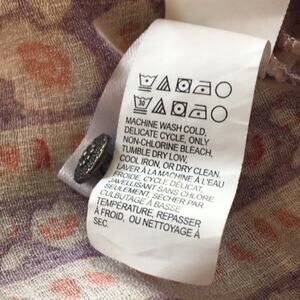 MACHINE WASH COLD,
DELICATE CYCLE, ONLY
NON-CHLORINE BLEACH,
TUMBLE DRY LOW,
COOL IRON, OR DRY CLEAN.
LAVER À LA MACHINE À L'EAU
FROIDE, CYCLE DÉLICAT,
JAVELLISANT SANS CHLORE
SEULEMENT, SÉCHER PAR
CULBUTAGE À BASSE
TEMPÉRATURE, REPASSER
À FROID, OU NETTOYAGE
À SEC.